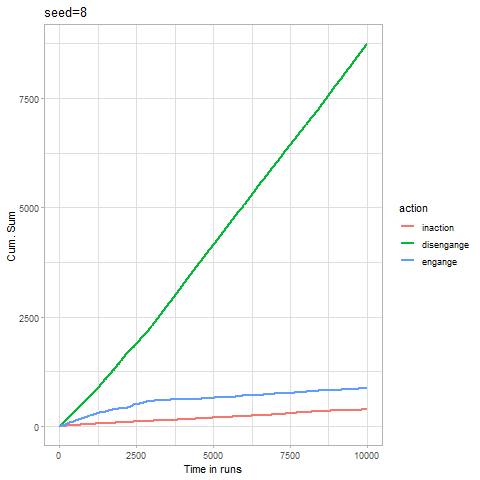 seed=8
7500
5000
2500
0
Cum. Sum
0
2500
5000
7500
10000
Time in runs
action
inaction
disengange
engange